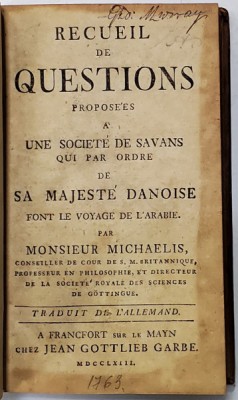 Geo: Murray
RECUEIL
DE
QUESTIONS
PROPOSÉES
A
UNE SOCIETÉ DE SAVANS
QUI PAR ORDRE
DE
SA MAJESTÉ DANOISE
FONT LE VOYAGE DE L'ARABIE.
PAR
MONSIEUR MICHAELIS,
CONSEILLER DE COUR DE S. M. BRITANNIQUE,
PROFESSEUR EN PHILOSOPHIE, ET DIRECTEUR
DE LA SOCIETÉ ROYALE DES SCIENCES
DE GÖTTINGUE.
TRADUIT DE L'ALLEMAND.
A FRANCFORT SUR LE MAYN
CHEZ JEAN GOTTLIEB GARBE.
MDCCLXIII.
1763